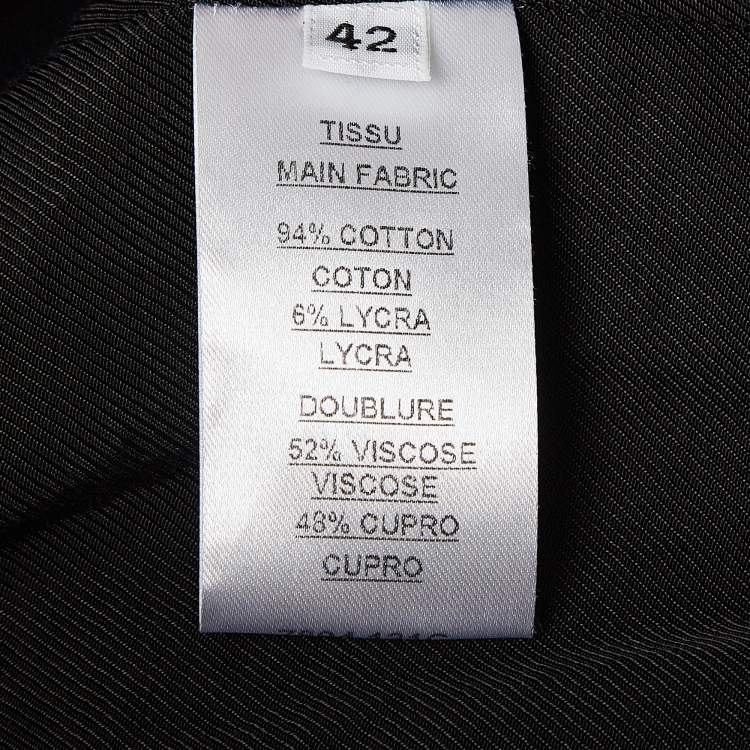 42
TISSU
MAIN FABRIC
94% COTTON
COTON
6% LYCRA
LYCRA
DOUBLURE
52% VISCOSE
VISCOSE
48% CUPRO
CUPRO